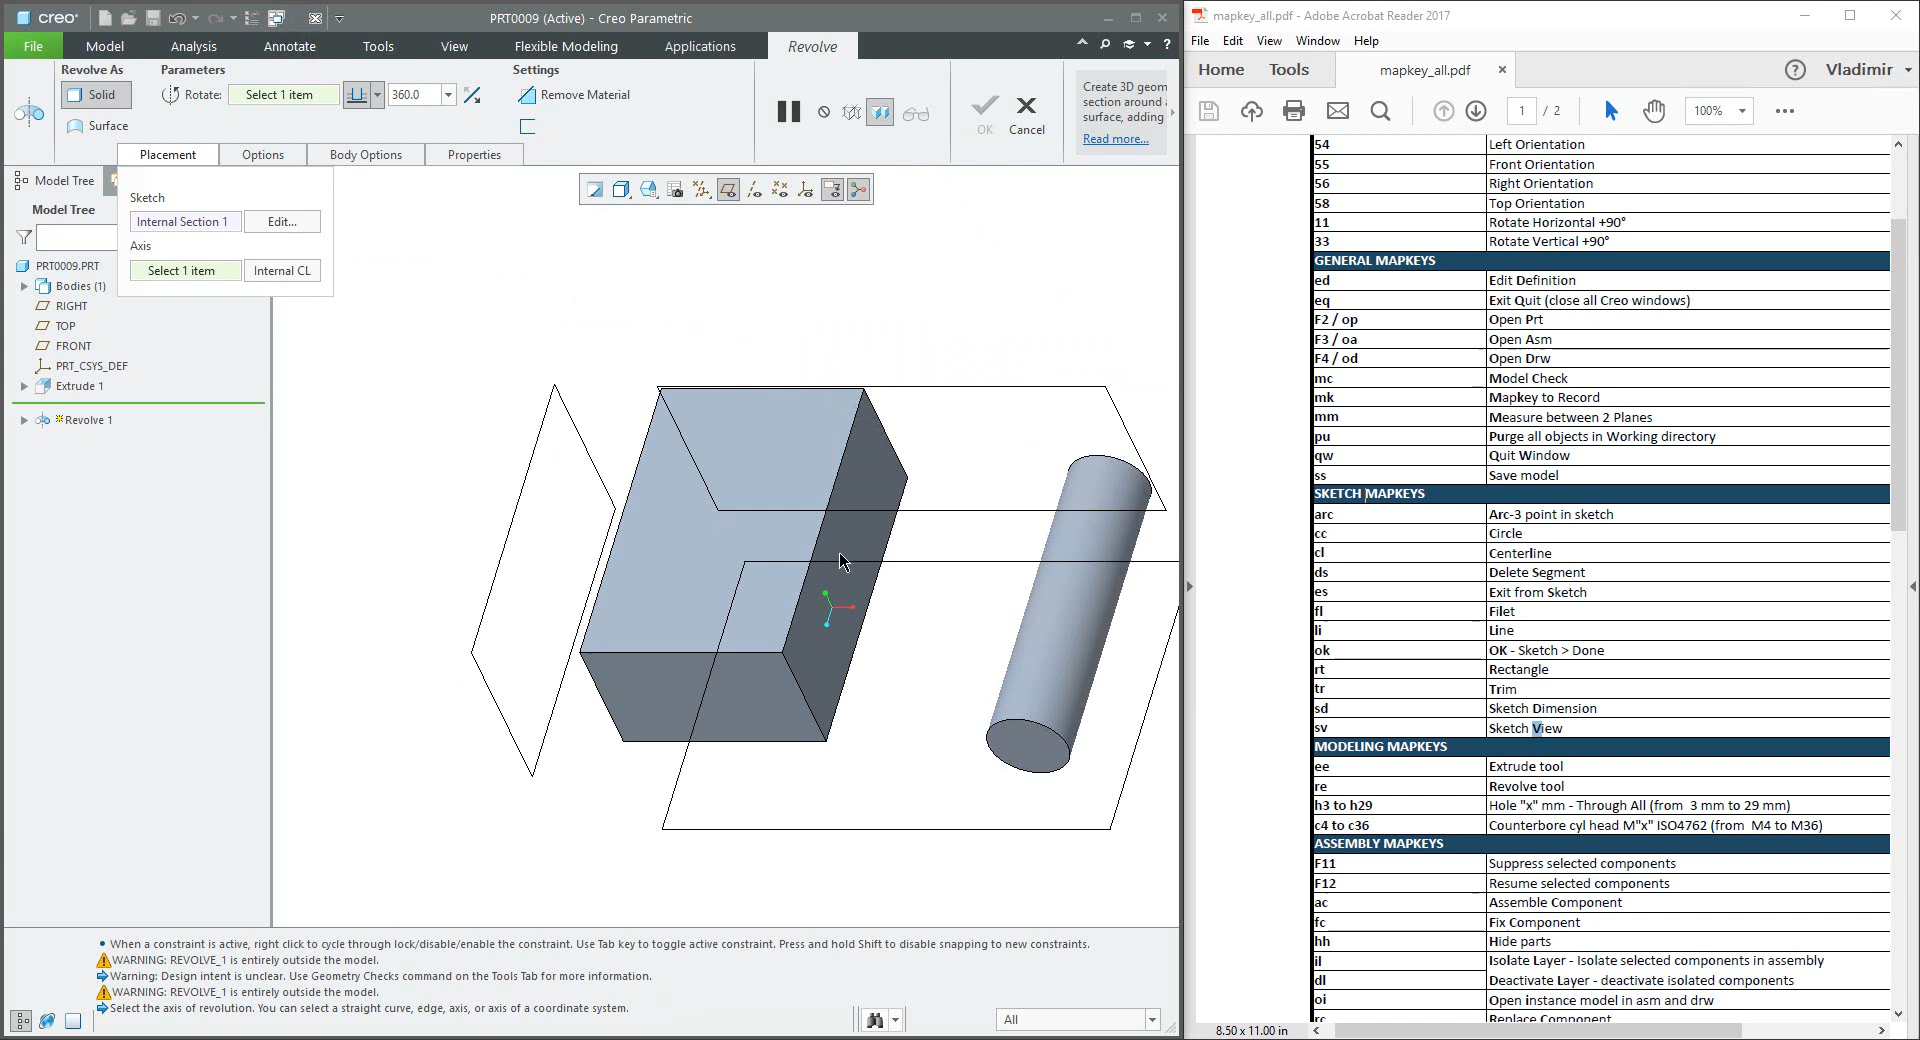 creo
PRT0009 (Active) - Creo Parametric
File
Model
Analysis
Annotate
Tools
View
Flexible Modeling
Applications
Revolve
Revolve As
Parameters
Settings
Solid
Rotate:
Select 1 item
360.0
Remove Material
Surface
OK
Cancel
Create 3D geom
section around a
surface, adding
Read more...
Placement
Options
Body Options
Properties
Model Tree
Sketch
Internal Section 1
Edit...
Axis
Select 1 item
Internal CL
Model Tree
PRT0009.PRT
Bodies (1)
RIGHT
TOP
FRONT
PRT_CSYS_DEF
Extrude 1
Revolve 1
When a constraint is active, right click to cycle through lock/disable/enable the constraint. Use Tab key to toggle active constraint. Press and hold Shift to disable snapping to new constraints.
WARNING: REVOLVE_1 is entirely outside the model.
Warning: Design intent is unclear. Use Geometry Checks command on the Tools Tab for more information.
WARNING: REVOLVE_1 is entirely outside the model.
Select the axis of revolution. You can select a straight curve, edge, axis, or axis of a coordinate system.
All
mapkey_all.pdf - Adobe Acrobat Reader 2017
File Edit View Window Help
Home
Tools
mapkey_all.pdf
Vladimir
1 / 2
100%
54 Left Orientation
55 Front Orientation
56 Right Orientation
58 Top Orientation
11 Rotate Horizontal +90°
33 Rotate Vertical +90°
GENERAL MAPKEYS
ed Edit Definition
eq Exit Quit (close all Creo windows)
F2 / op Open Prt
F3 / oa Open Asm
F4 / od Open Drw
mc Model Check
mk Mapkey to Record
mm Measure between 2 Planes
pu Purge all objects in Working directory
qw Quit Window
ss Save model
SKETCH MAPKEYS
arc Arc-3 point in sketch
cc Circle
cl Centerline
ds Delete Segment
es Exit from Sketch
fl Filet
li Line
ok OK - Sketch > Done
rt Rectangle
tr Trim
sd Sketch Dimension
sv Sketch View
MODELING MAPKEYS
ee Extrude tool
re Revolve tool
h3 to h29 Hole "x" mm - Through All (from 3 mm to 29 mm)
c4 to c36 Counterbore cyl head M"x" ISO4762 (from M4 to M36)
ASSEMBLY MAPKEYS
F11 Suppress selected components
F12 Resume selected components
ac Assemble Component
fc Fix Component
hh Hide parts
il Isolate Layer - Isolate selected components in assembly
dl Deactivate Layer - deactivate isolated components
oi Open instance model in asm and drw
rc Replace Component
8.50 x 11.00 in